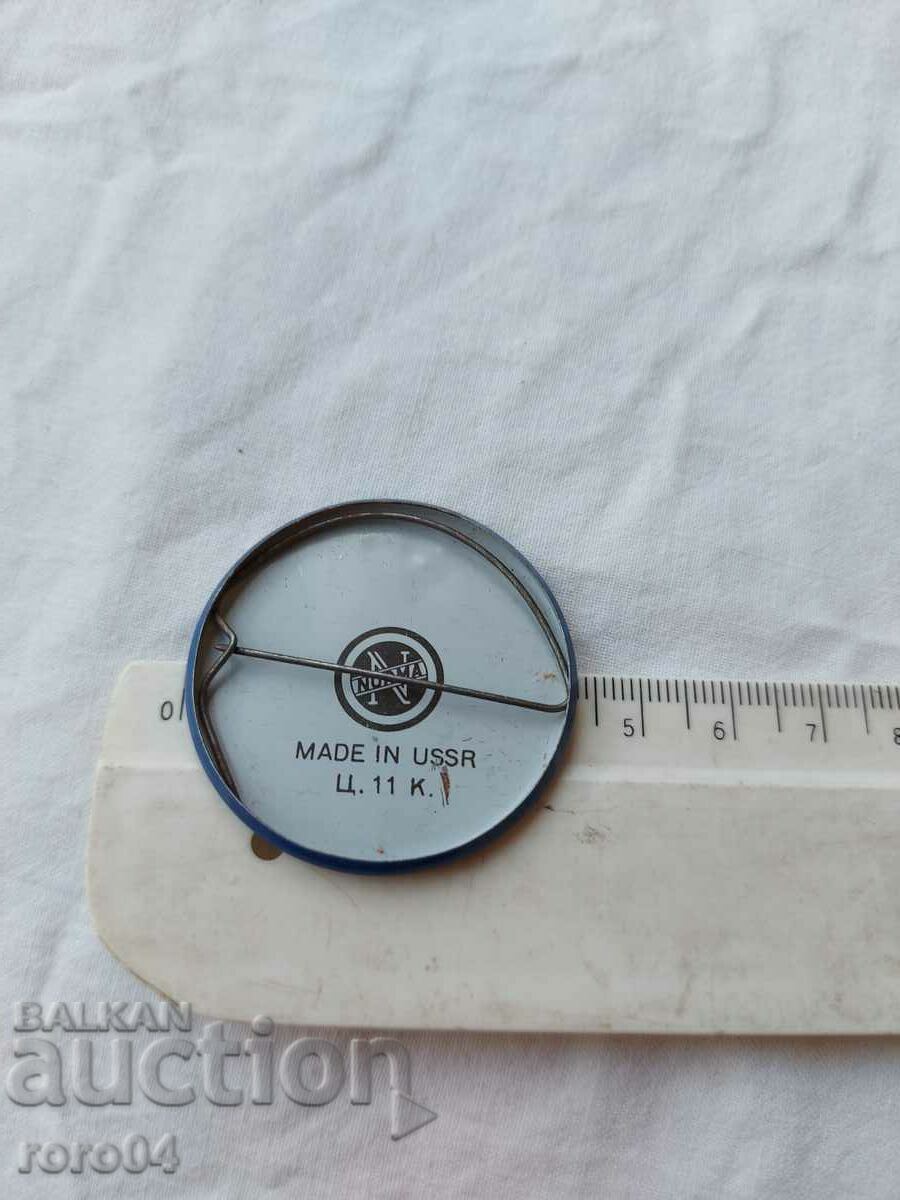 N
NORMA
MADE IN USSR
Ц. 11 К.
0 5 6 7 8
BALKAN
auction
roro04